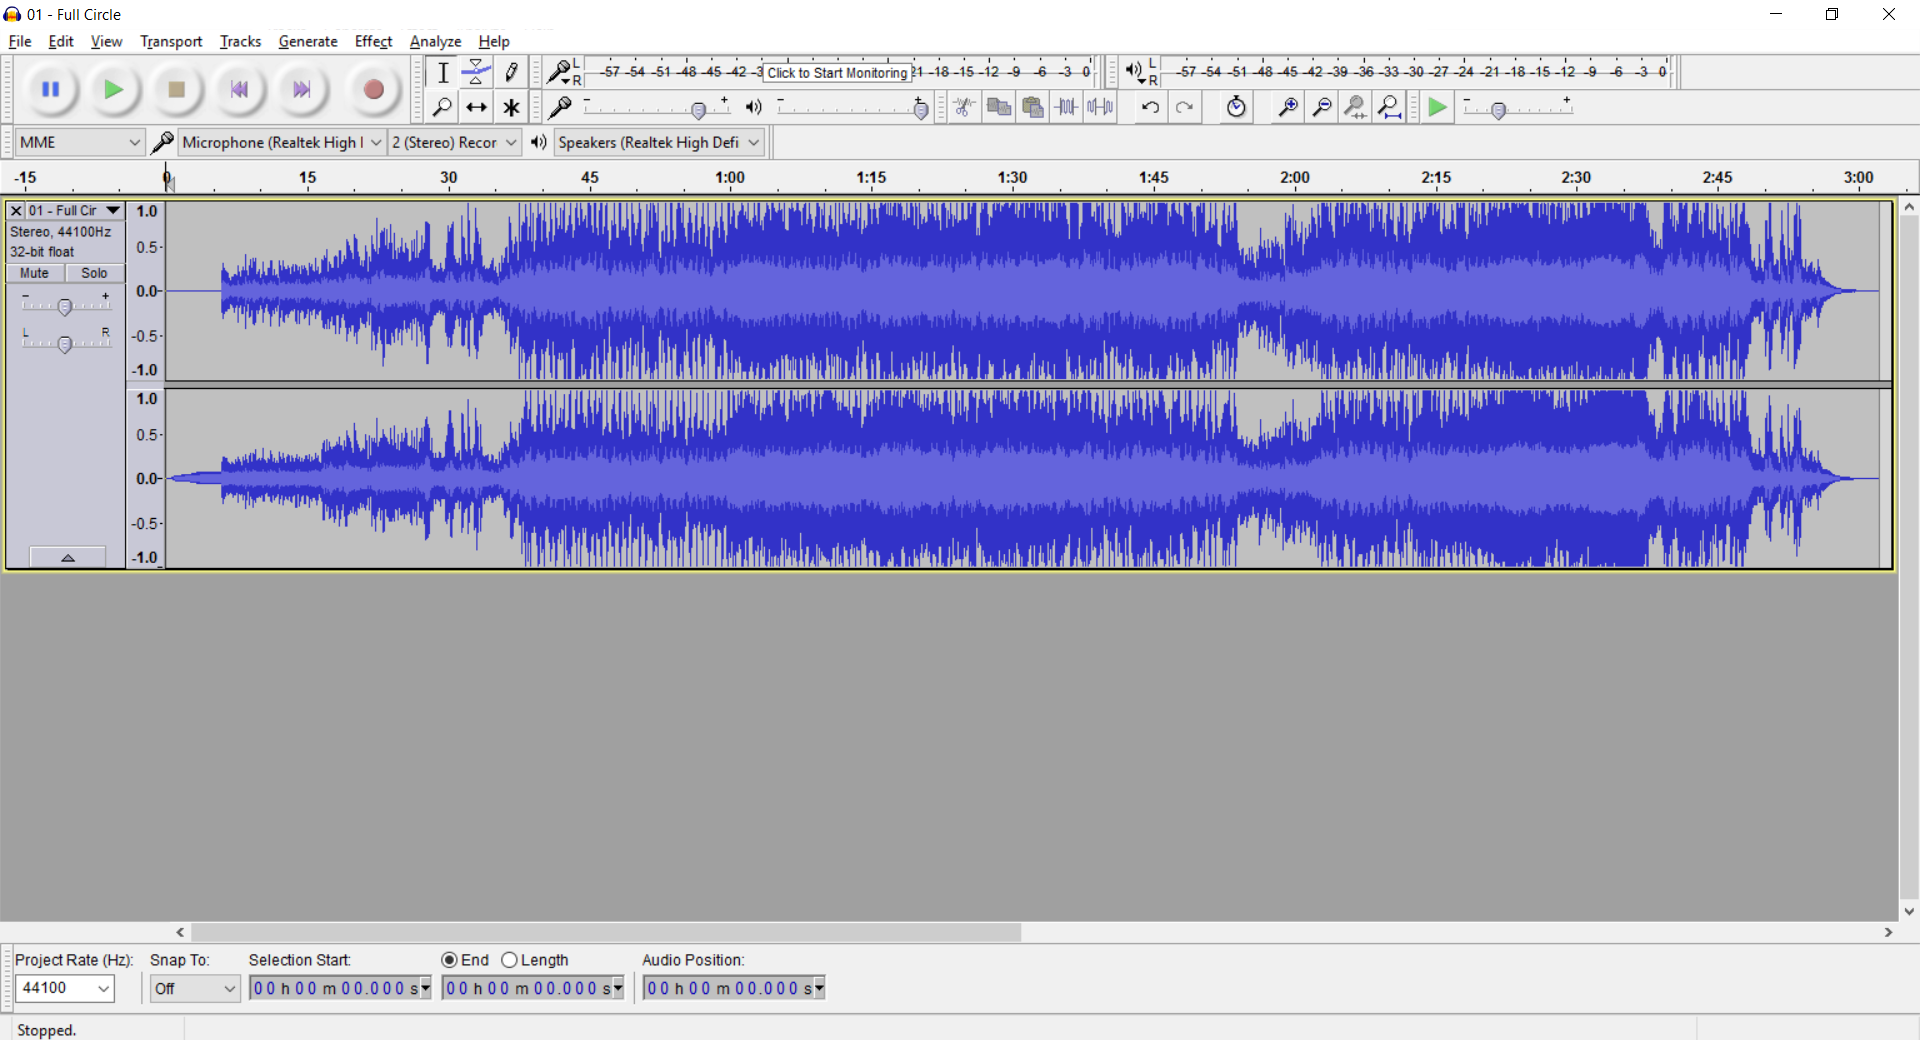 01 - Full Circle
File Edit View Transport Tracks Generate Effect Analyze Help
L
R
-57 -54 -51 -48 -45 -42 -3 Click to Start Monitoring 21 -18 -15 -12 -9 -6 -3 0
L
R
-57 -54 -51 -48 -45 -42 -39 -36 -33 -30 -27 -24 -21 -18 -15 -12 -9 -6 -3 0
- +
- +
- +
MME
Microphone (Realtek High I
2 (Stereo) Recor
Speakers (Realtek High Defi
-15 0 15 30 45 1:00 1:15 1:30 1:45 2:00 2:15 2:30 2:45 3:00
01 - Full Cir
Stereo, 44100Hz
32-bit float
Mute Solo
- +
L R
1.0
0.5-
0.0-
-0.5-
-1.0
1.0
0.5-
0.0-
-0.5-
-1.0
Project Rate (Hz): Snap To: Selection Start: End Length Audio Position:
44100 Off 00 h 00 m 00.000 s 00 h 00 m 00.000 s 00 h 00 m 00.000 s
Stopped.